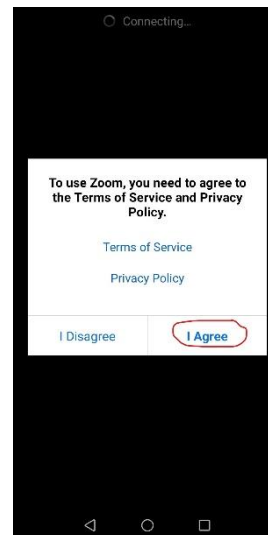 Connecting...
To use Zoom, you need to agree to
the Terms of Service and Privacy
Policy.
Terms of Service
Privacy Policy
I Disagree
I Agree